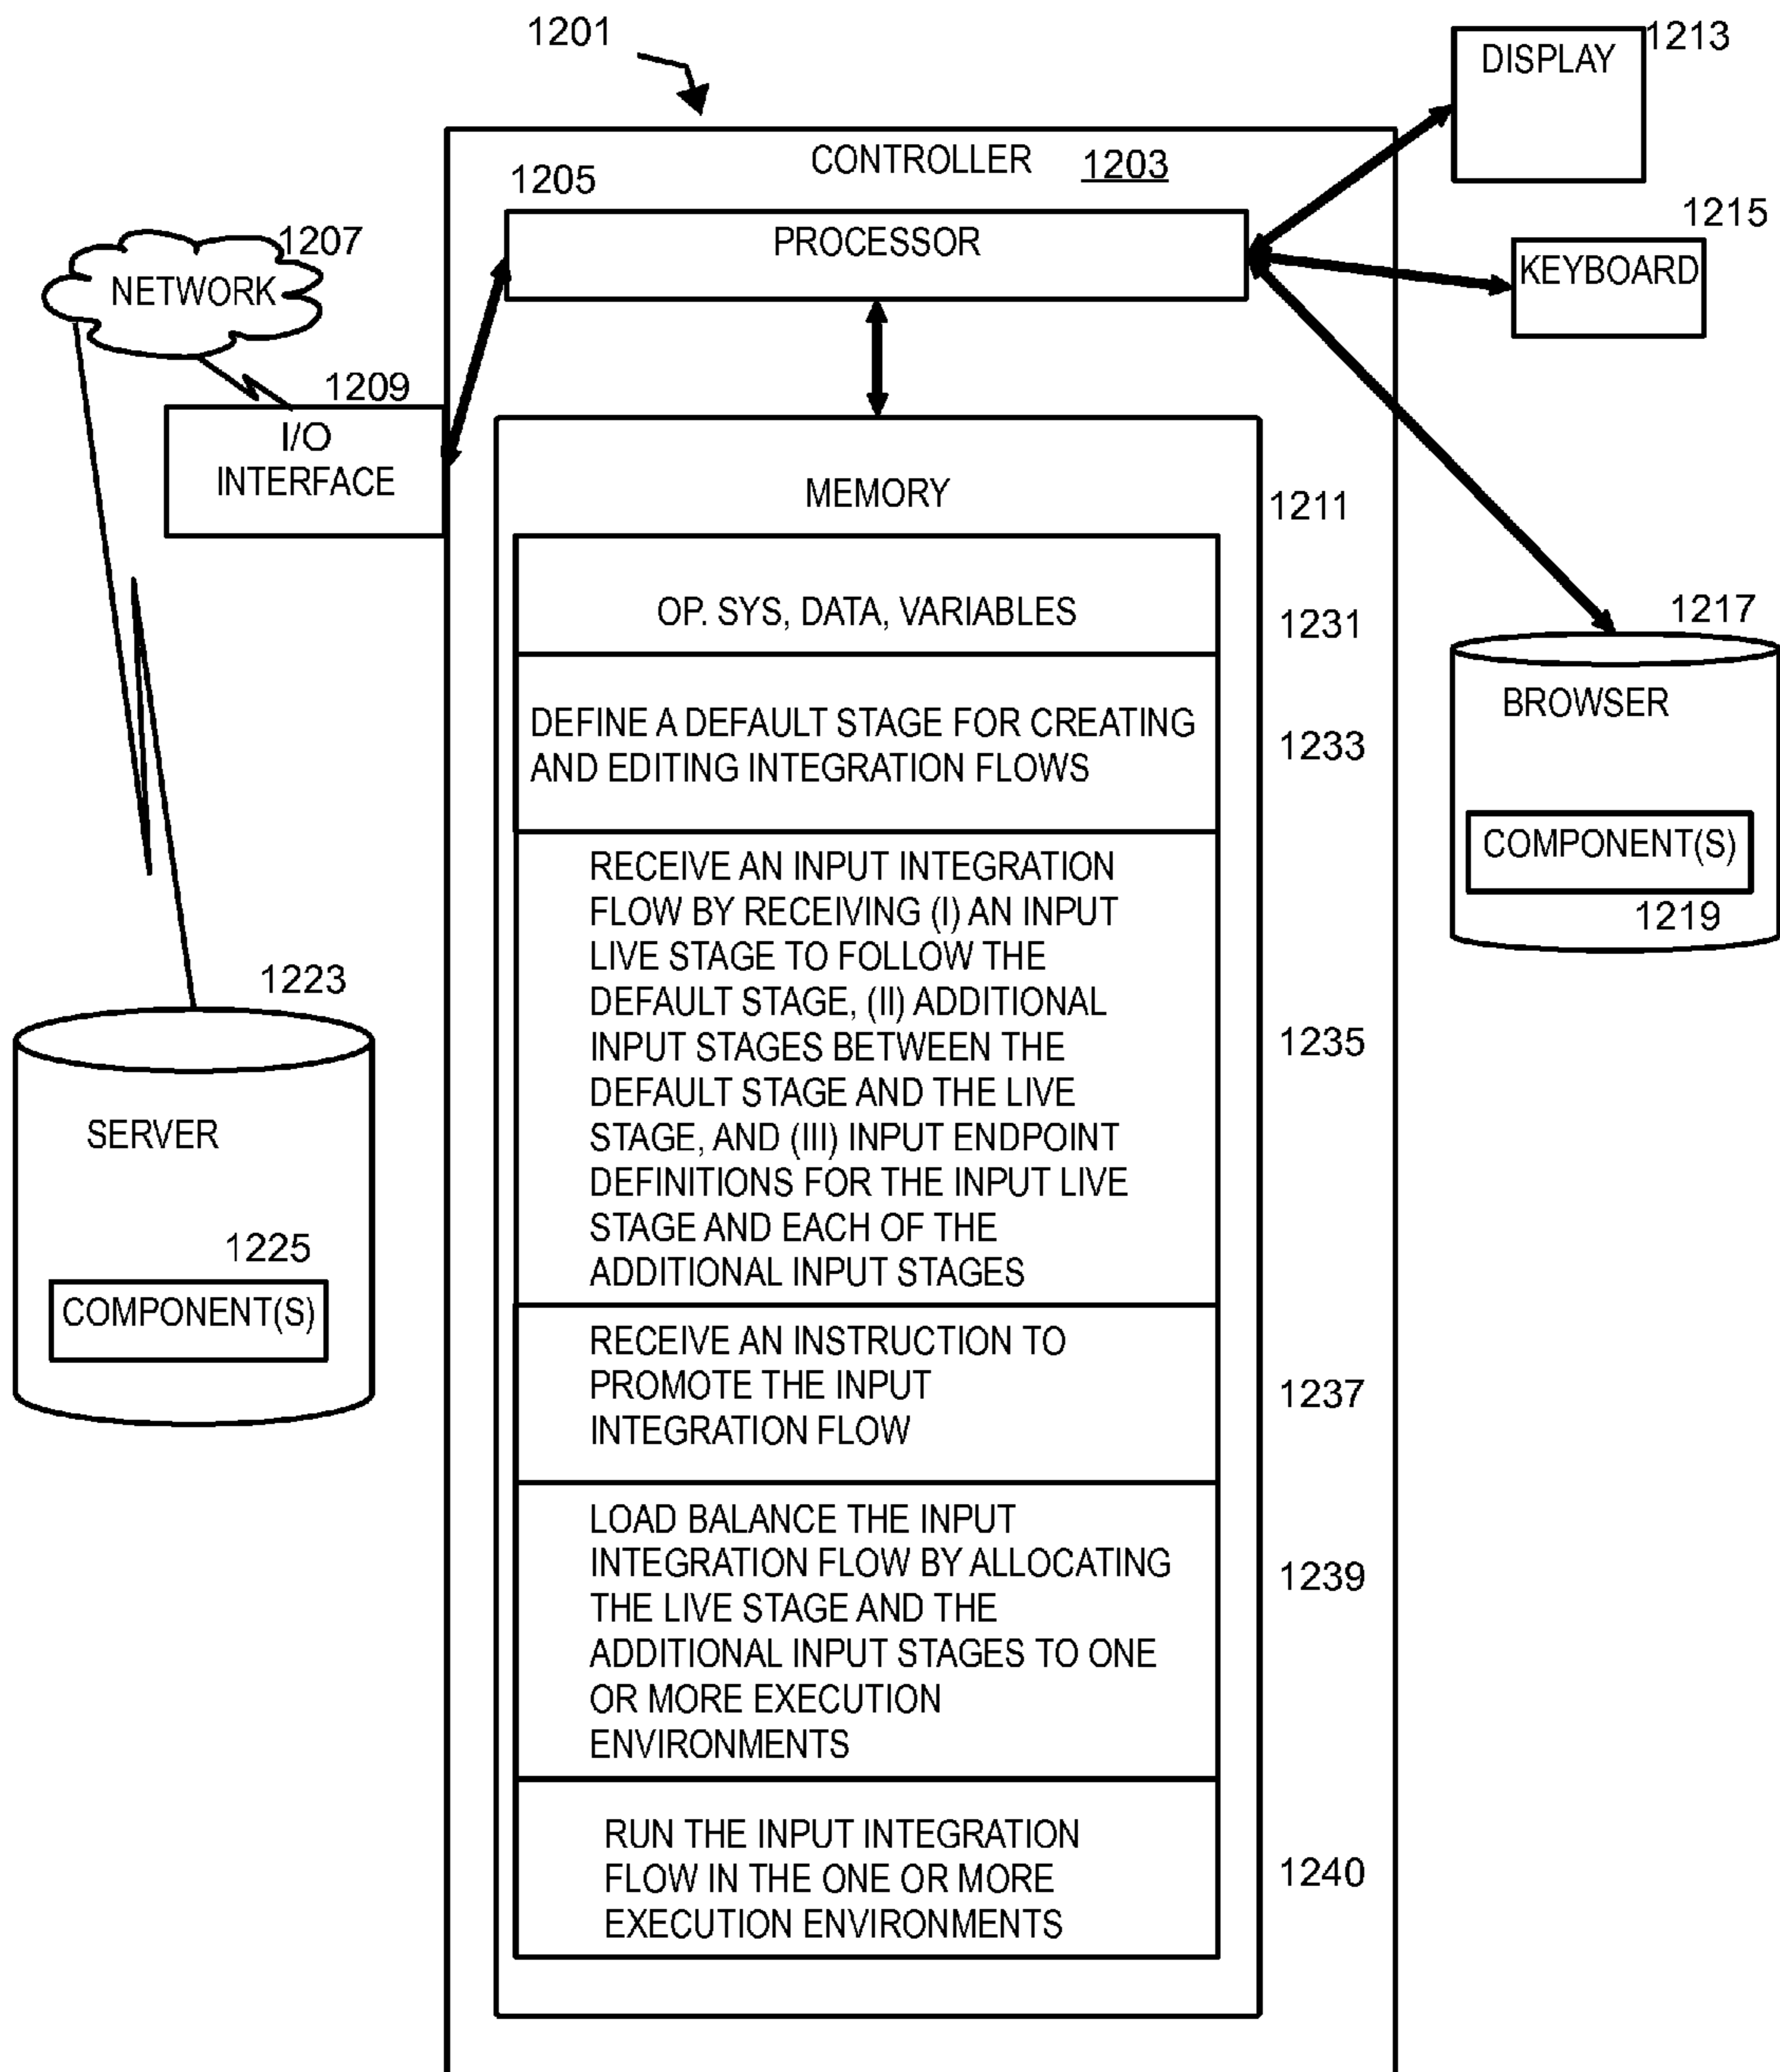 1201
DISPLAY
1213
CONTROLLER 1203
1205
PROCESSOR
1215
KEYBOARD
1207
NETWORK
1209
I/O
INTERFACE
MEMORY
1211
OP. SYS, DATA, VARIABLES
1231
DEFINE A DEFAULT STAGE FOR CREATING
AND EDITING INTEGRATION FLOWS
1233
1217
BROWSER
COMPONENT(S)
1219
RECEIVE AN INPUT INTEGRATION
FLOW BY RECEIVING (I) AN INPUT
LIVE STAGE TO FOLLOW THE
DEFAULT STAGE, (II) ADDITIONAL
INPUT STAGES BETWEEN THE
DEFAULT STAGE AND THE LIVE
STAGE, AND (III) INPUT ENDPOINT
DEFINITIONS FOR THE INPUT LIVE
STAGE AND EACH OF THE
ADDITIONAL INPUT STAGES
1235
1223
SERVER
1225
COMPONENT(S)
RECEIVE AN INSTRUCTION TO
PROMOTE THE INPUT
INTEGRATION FLOW
1237
LOAD BALANCE THE INPUT
INTEGRATION FLOW BY ALLOCATING
THE LIVE STAGE AND THE
ADDITIONAL INPUT STAGES TO ONE
OR MORE EXECUTION
ENVIRONMENTS
1239
RUN THE INPUT INTEGRATION
FLOW IN THE ONE OR MORE
EXECUTION ENVIRONMENTS
1240